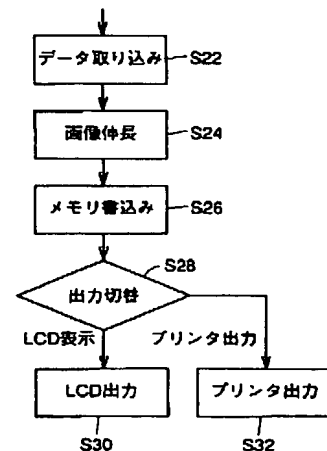 データ取り込み S22
画像伸長 S24
メモリ書込み S26
S28
出力切替
LCD表示 プリンタ出力
LCD出力 プリンタ出力
S30 S32